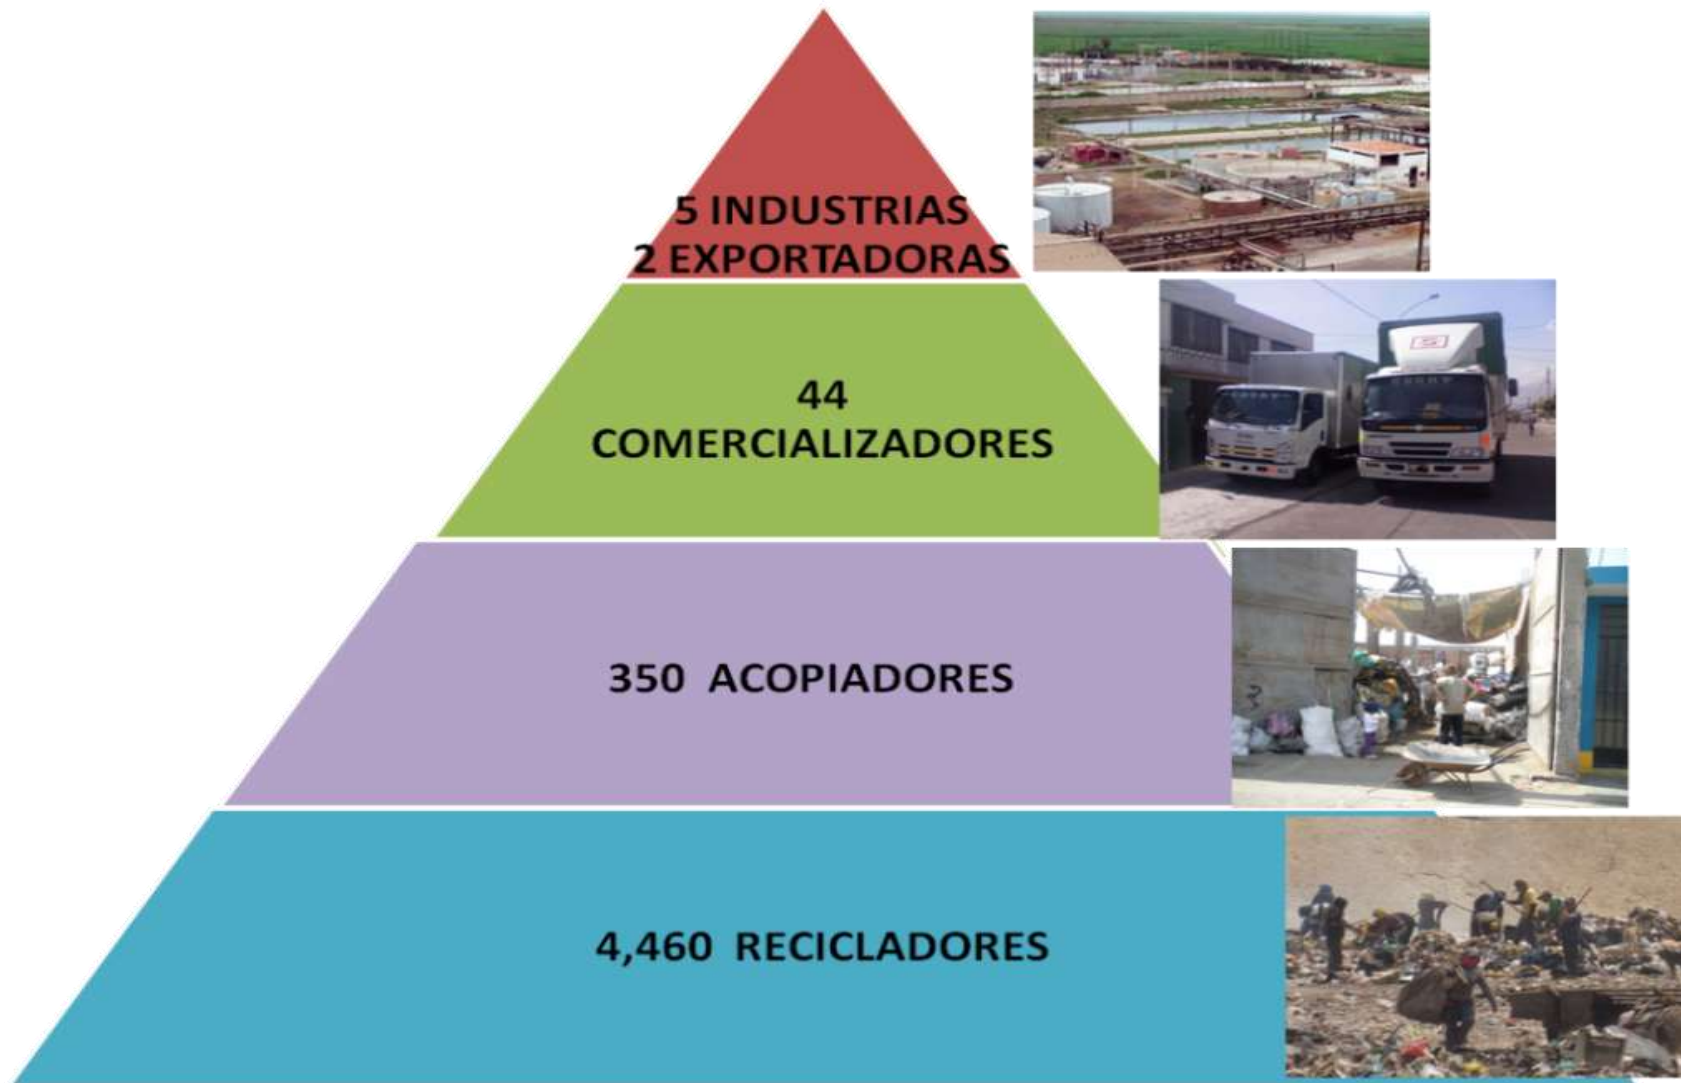 5 INDUSTRIAS
2 EXPORTADORAS
44
COMERCIALIZADORES
350 ACOPIADORES
4,460 RECICLADORES